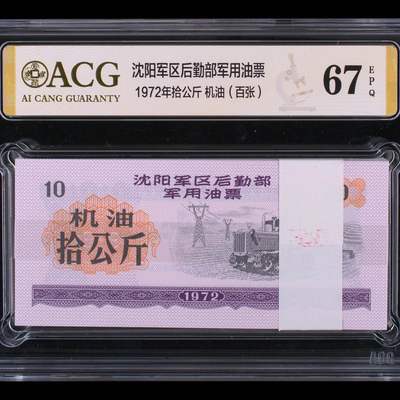 ACG
AI CANG GUARANTY
沈阳军区后勤部军用油票
1972年拾公斤 机油（百张）
67
EPQ
10
沈阳军区后勤部
军用油票
机油
拾公斤
1972